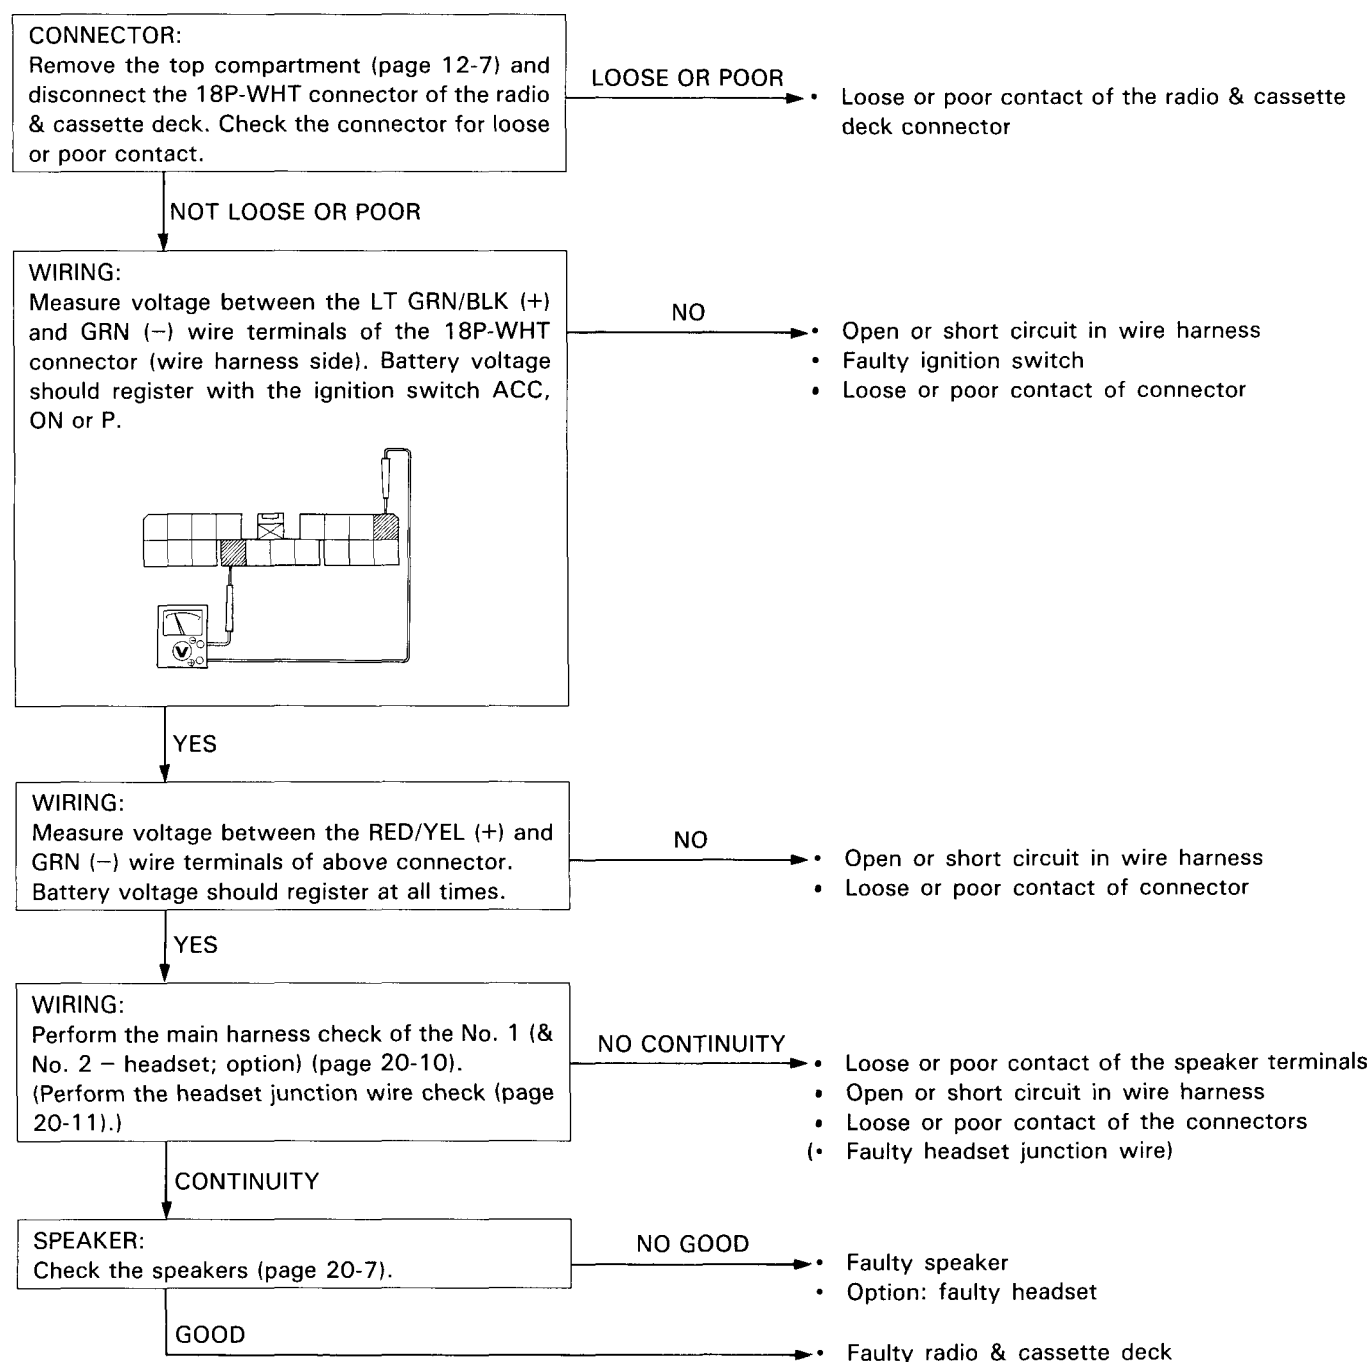 CONNECTOR:
Remove the top compartment (page 12-7) and
disconnect the 18P-WHT connector of the radio
& cassette deck. Check the connector for loose
or poor contact.
LOOSE OR POOR
• Loose or poor contact of the radio & cassette
deck connector
NOT LOOSE OR POOR
WIRING:
Measure voltage between the LT GRN/BLK (+)
and GRN (−) wire terminals of the 18P-WHT
connector (wire harness side). Battery voltage
should register with the ignition switch ACC,
ON or P.
NO
• Open or short circuit in wire harness
• Faulty ignition switch
• Loose or poor contact of connector
V
YES
WIRING:
Measure voltage between the RED/YEL (+) and
GRN (−) wire terminals of above connector.
Battery voltage should register at all times.
NO
• Open or short circuit in wire harness
• Loose or poor contact of connector
YES
WIRING:
Perform the main harness check of the No. 1 (&
No. 2 − headset; option) (page 20-10).
(Perform the headset junction wire check (page
20-11).)
NO CONTINUITY
• Loose or poor contact of the speaker terminals
• Open or short circuit in wire harness
• Loose or poor contact of the connectors
(• Faulty headset junction wire)
CONTINUITY
SPEAKER:
Check the speakers (page 20-7).
NO GOOD
• Faulty speaker
• Option: faulty headset
GOOD
• Faulty radio & cassette deck